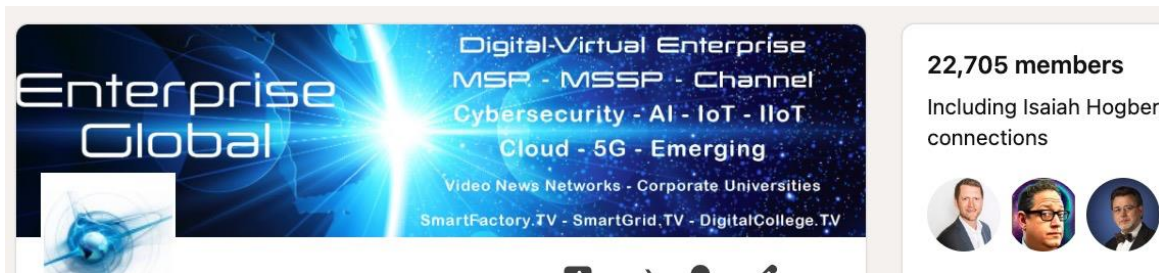 Enterprise
Global
Digital-Virtual Enterprise
MSP - MSSP - Channel
Cybersecurity - AI - IoT - IIoT
Cloud - 5G - Emerging
Video News Networks - Corporate Universities
SmartFactory.TV - SmartGrid.TV - DigitalCollege.TV
22,705 members
Including Isaiah Hogber
connections